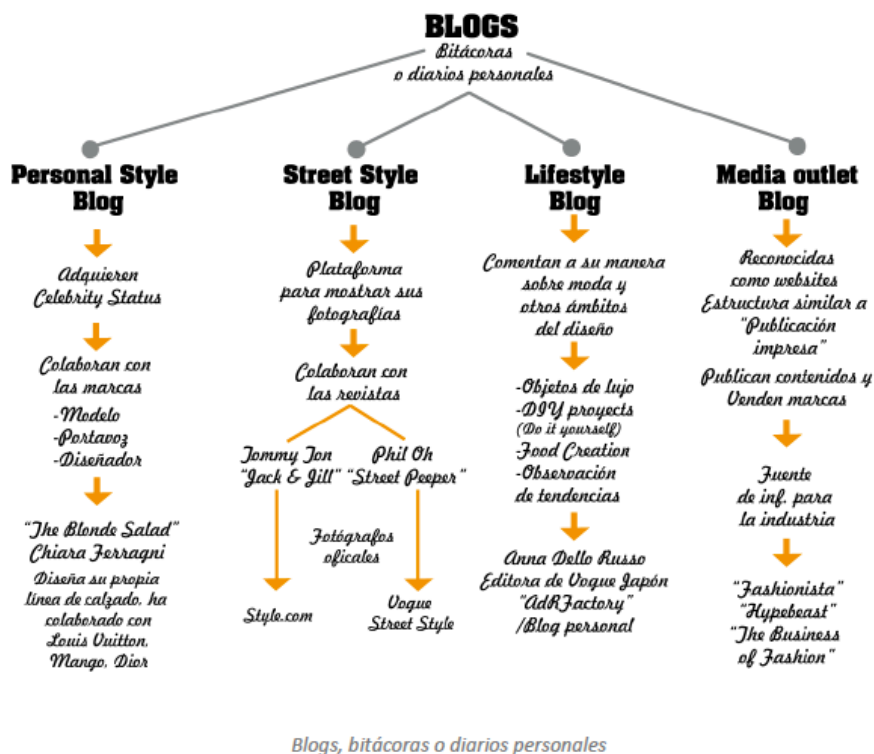 BLOGS
Bitácoras
o diarios personales
Personal Style
Blog
Adquieren
Celebrity Status
Colaboran con
las marcas
-Modelo
-Portavoz
-Diseñador
"The Blonde Salad"
Chiara Ferragni
Diseña su propia
línea de calzado, ha
colaborado con
Louis Vuitton,
Mango, Dior
Street Style
Blog
Plataforma
para mostrar sus
fotografías
Colaboran con
las revistas
Tommy Ton
"Jack & Jill"
Phil Oh
"Street Peeper"
Fotógrafos
oficales
Style.com
Vogue
Street Style
Lifestyle
Blog
Comentan a su manera
sobre moda y
otros ámbitos
del diseño
-Objetos de lujo
-DIY proyects
(Do it yourself)
-Food Creation
-Observación
de tendencias
Anna Dello Russo
Editora de Vogue Japón
"AdRFactory"
/Blog personal
Media outlet
Blog
Reconocidas
como websites
Estructura similar a
"Publicación
impresa"
Publican contenidos y
Venden marcas
Fuente
de inf. para
la industria
"Fashionista"
"Hypebeast"
"The Business
of Fashion"
Blogs, bitácoras o diarios personales